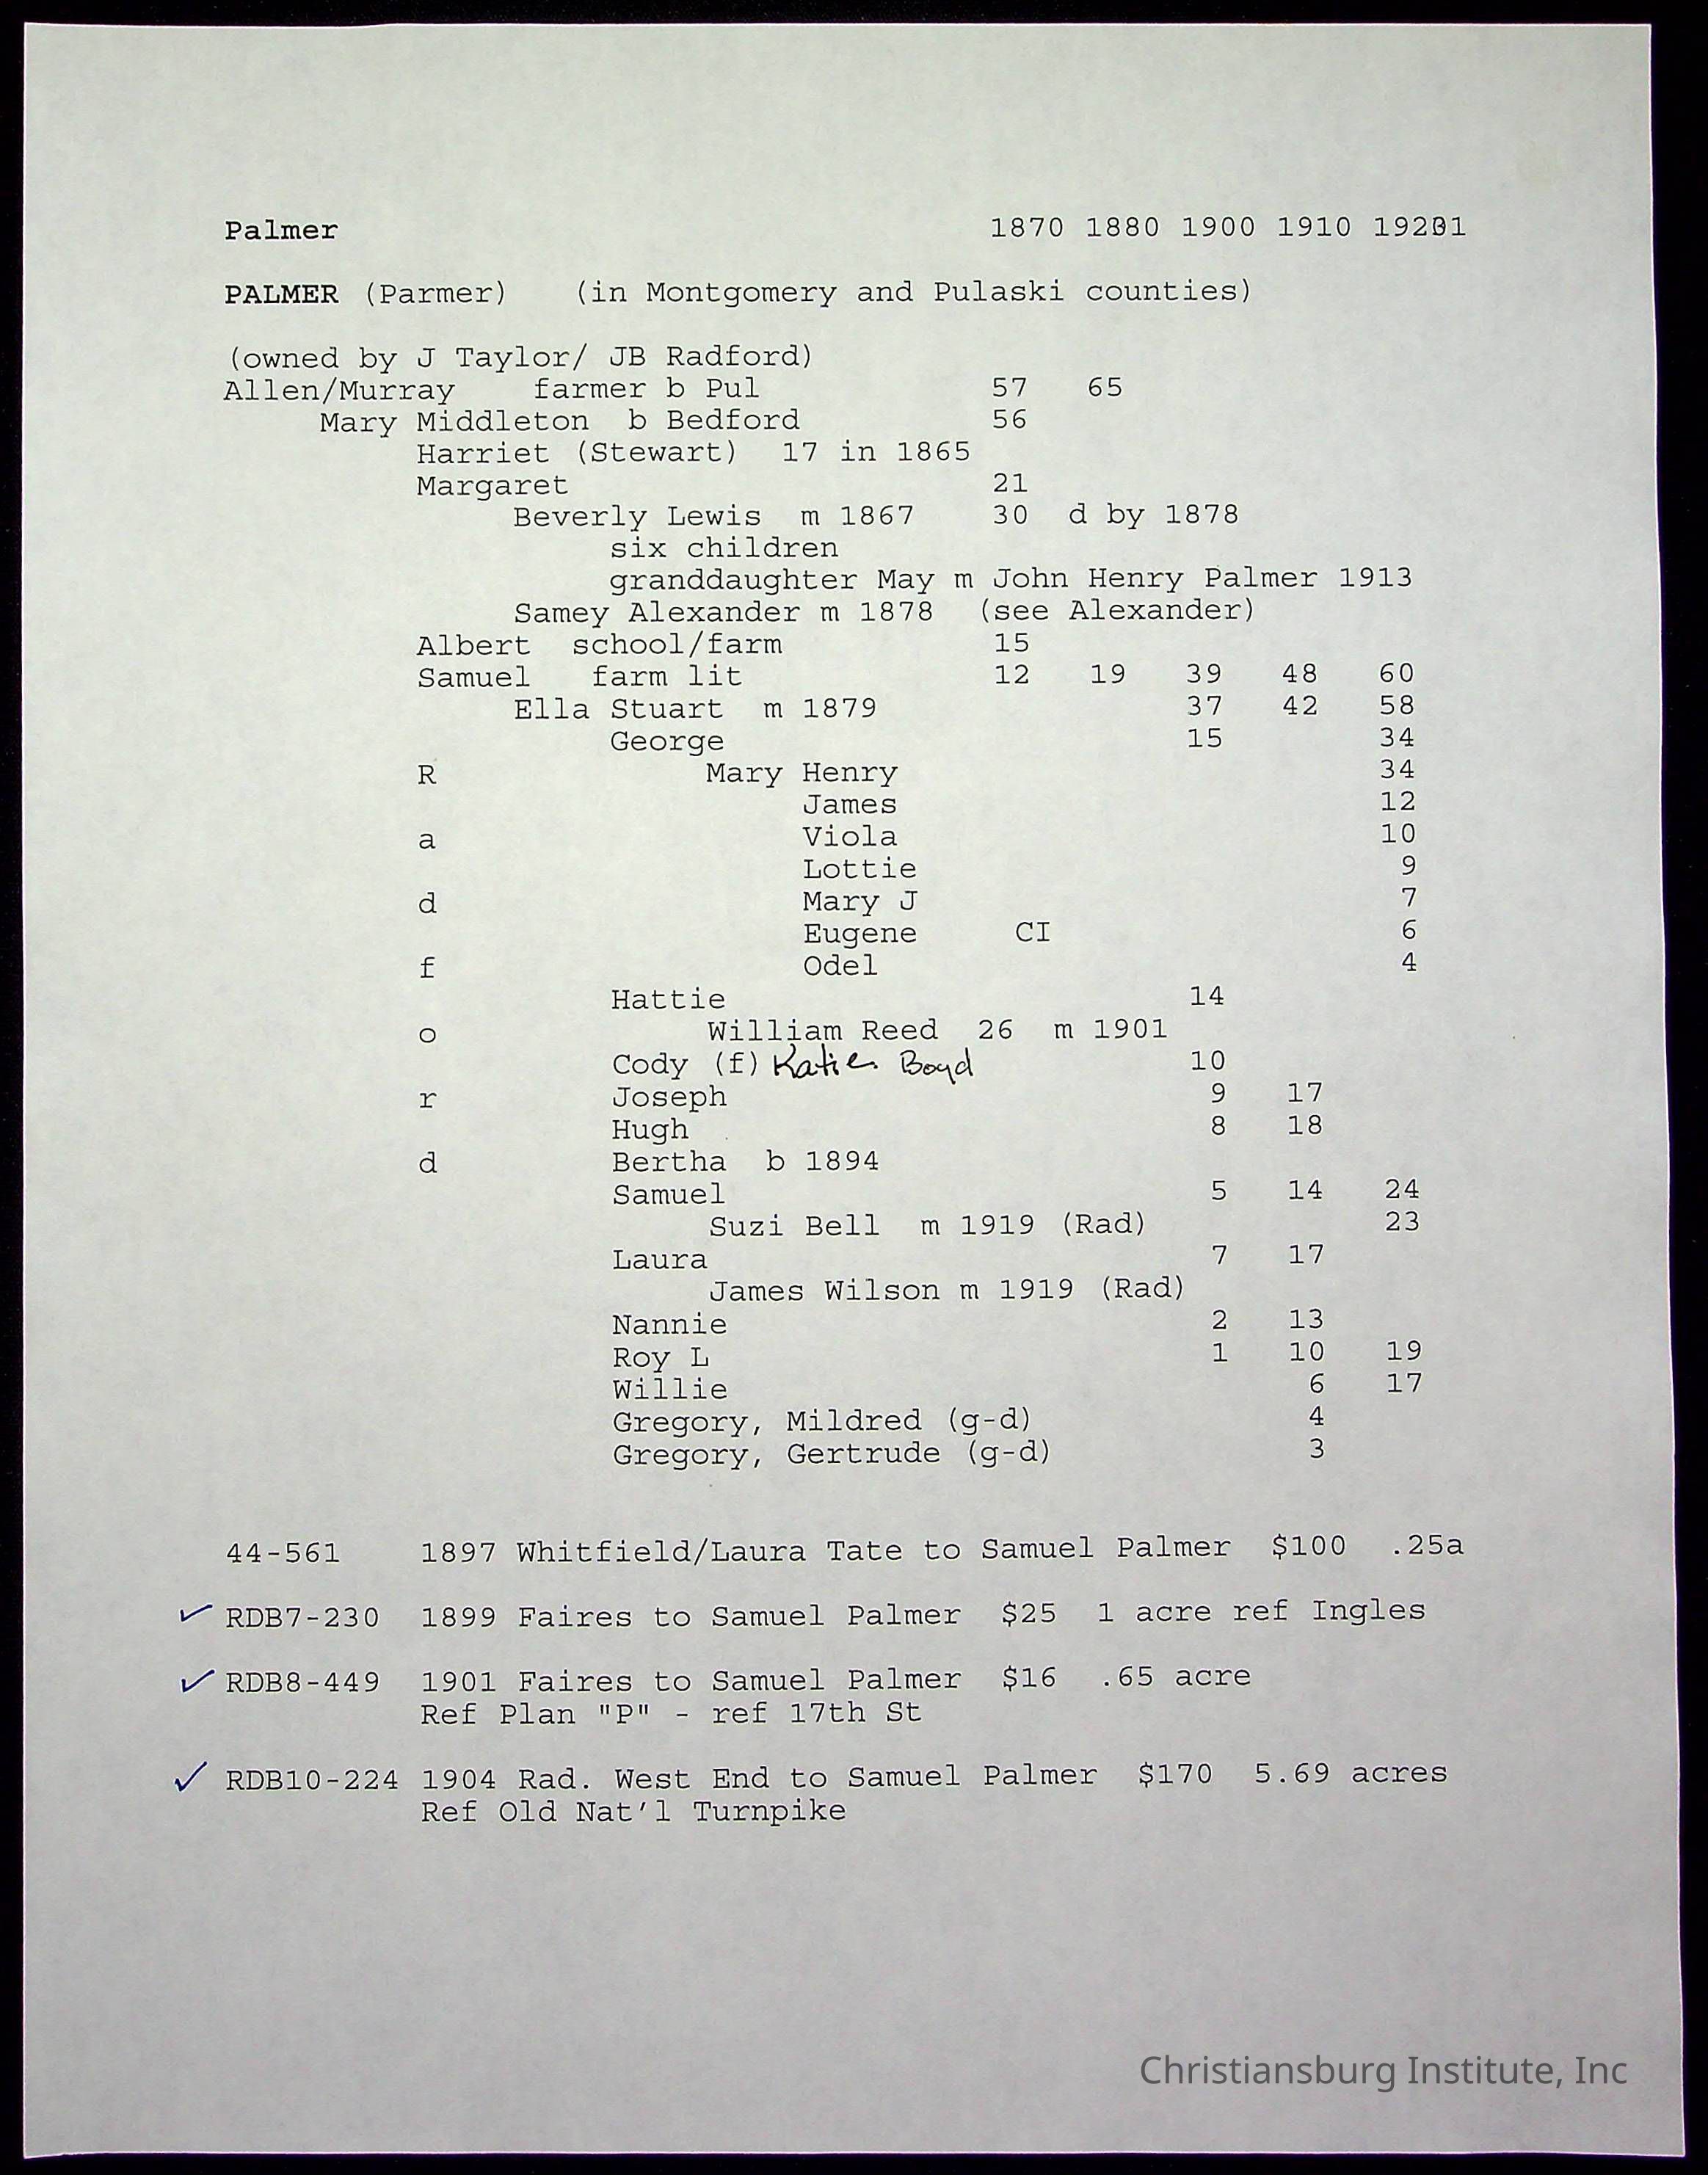 Palmer 1870 1880 1900 1910 19201
PALMER (Parmer) (in Montgomery and Pulaski counties)
(owned by J Taylor/ JB Radford)
Allen/Murray farmer b Pul 57 65
Mary Middleton b Bedford 56
Harriet (Stewart) 17 in 1865
Margaret 21
Beverly Lewis m 1867 30 d by 1878
six children
granddaughter May m John Henry Palmer 1913
Samey Alexander m 1878 (see Alexander)
Albert school/farm 15
Samuel farm lit 12 19 39 48 60
Ella Stuart m 1879 37 42 58
George 15 34
R Mary Henry 34
James 12
a Viola 10
Lottie 9
d Mary J 7
Eugene CI 6
f Odel 4
Hattie 14
o William Reed 26 m 1901
Cody (f) Katie Boyd 10
r Joseph 9 17
Hugh 8 18
d Bertha b 1894
Samuel 5 14 24
Suzi Bell m 1919 (Rad) 23
Laura 7 17
James Wilson m 1919 (Rad)
Nannie 2 13
Roy L 1 10 19
Willie 6 17
Gregory, Mildred (g-d) 4
Gregory, Gertrude (g-d) 3
44-561 1897 Whitfield/Laura Tate to Samuel Palmer $100 .25a
✓ RDB7-230 1899 Faires to Samuel Palmer $25 1 acre ref Ingles
✓ RDB8-449 1901 Faires to Samuel Palmer $16 .65 acre
Ref Plan "P" - ref 17th St
✓ RDB10-224 1904 Rad. West End to Samuel Palmer $170 5.69 acres
Ref Old Nat'l Turnpike
Christiansburg Institute, Inc